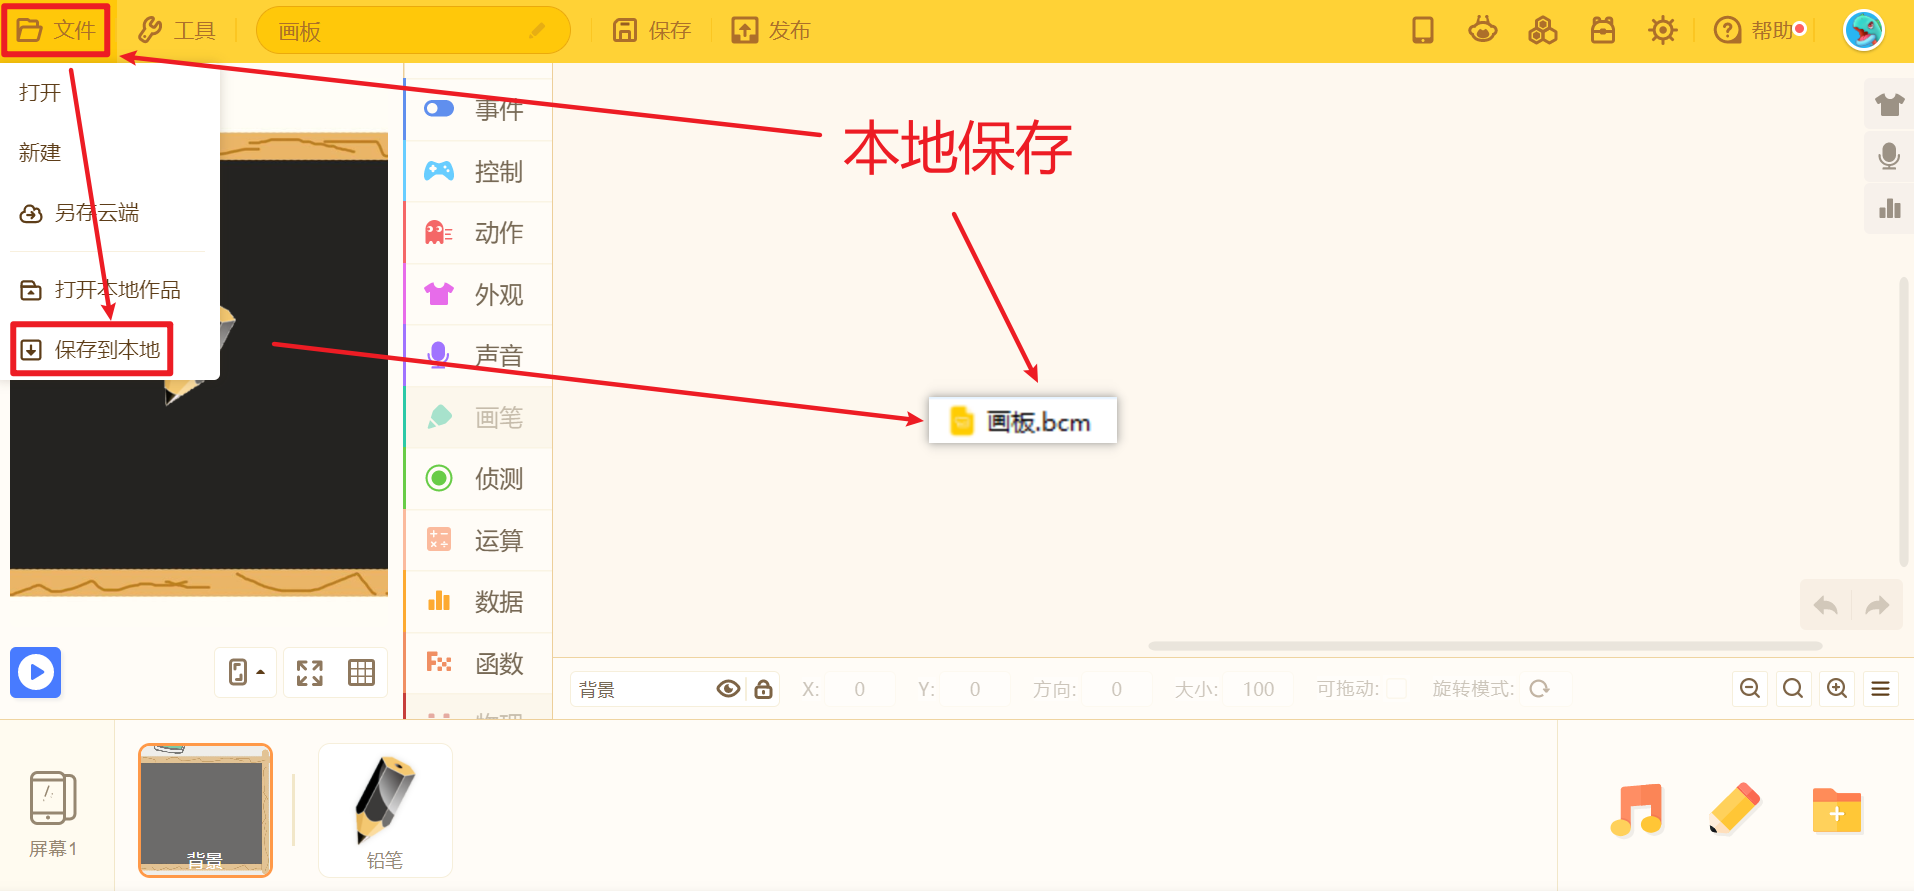 文件
工具
画板
保存
发布
帮助
打开
新建
另存云端
打开本地作品
保存到本地
事件
控制
动作
外观
声音
画笔
侦测
运算
数据
函数
物理
本地保存
画板.bcm
背景
X: 0
Y: 0
方向: 0
大小: 100
可拖动:
旋转模式:
屏幕1
背景
铅笔